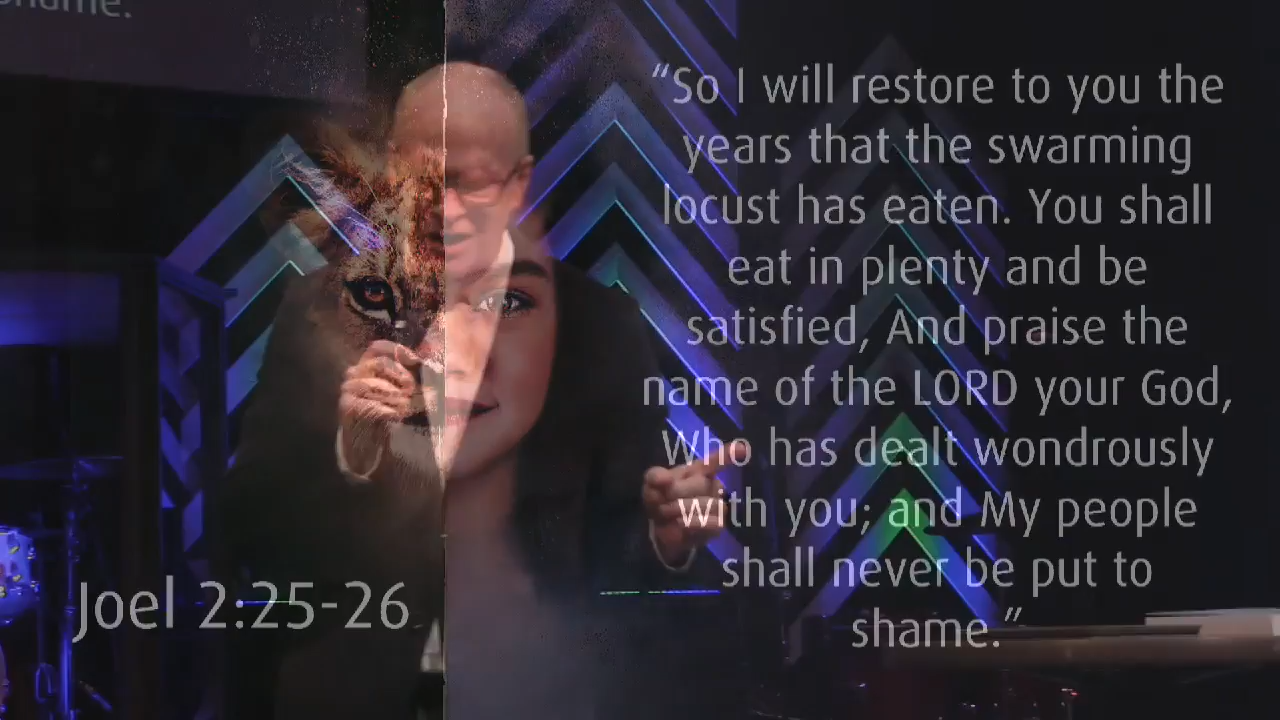 shame.
“So I will restore to you the
years that the swarming
locust has eaten. You shall
eat in plenty and be
satisfied, And praise the
name of the LORD your God,
Who has dealt wondrously
with you; and My people
shall never be put to
shame.”
Joel 2:25-26